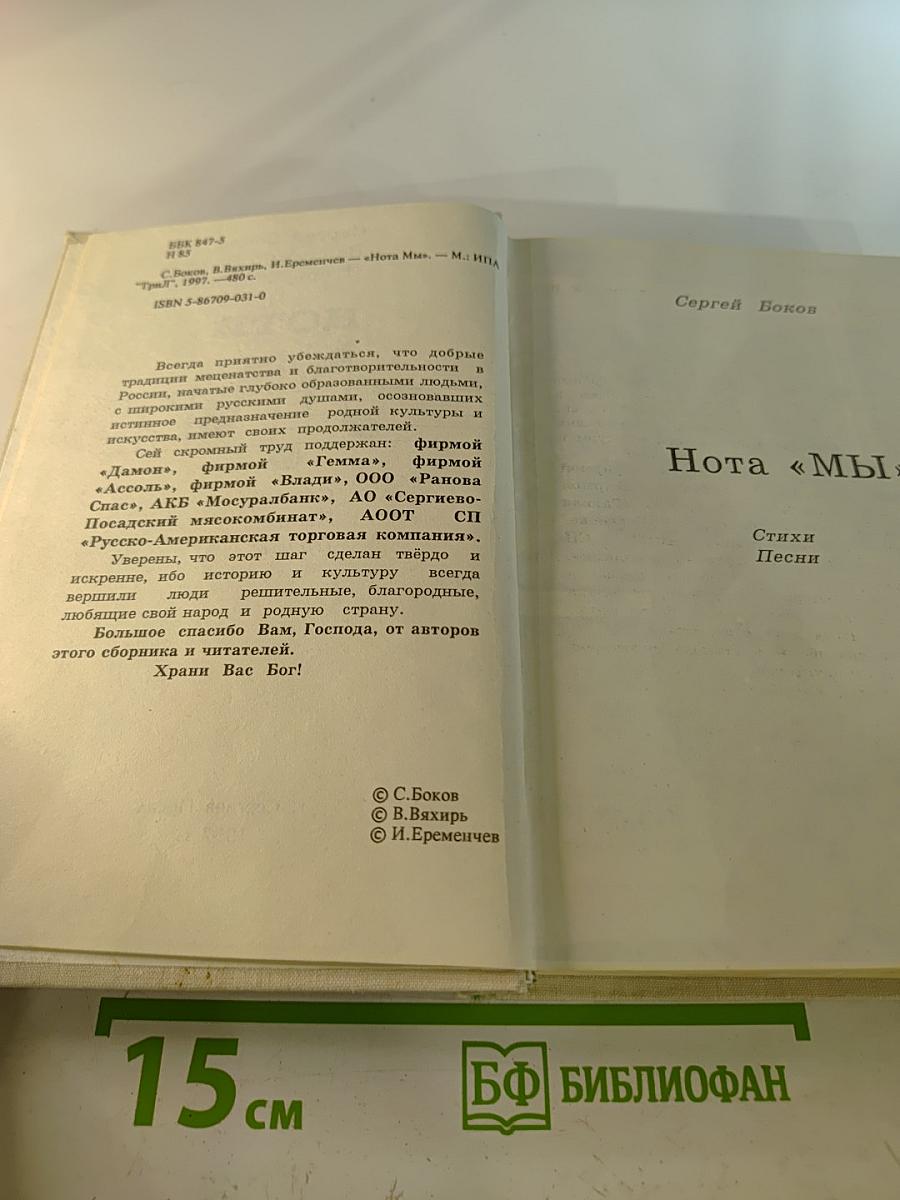 ББК 847-5
Н 85
С.Боков, В.Вяхирь, И.Еременчев — «Нота Мы». — М.: ИПА
"ТриЛ", 1997. —480 с.
ISBN 5-86709-031-0
Всегда приятно убеждаться, что добрые
традиции меценатства и благотворительности в
России, начатые глубоко образованными людьми,
с широкими русскими душами, осозновавших
истинное предназначение родной культуры и
искусства, имеют своих продолжателей.
Сей скромный труд поддержан: фирмой
«Дамон», фирмой «Гемма», фирмой
«Ассоль», фирмой «Влади», ООО «Ранова
Спас», АКБ «Мосуралбанк», АО «Сергиево-
Посадский мясокомбинат», АООТ СП
«Русско-Американская торговая компания».
Уверены, что этот шаг сделан твёрдо и
искренне, ибо историю и культуру всегда
вершили люди решительные, благородные,
любящие свой народ и родную страну.
Большое спасибо Вам, Господа, от авторов
этого сборника и читателей.
Храни Вас Бог!
© С.Боков
© В.Вяхирь
© И.Еременчев
Сергей Боков
Нота «МЫ»
Стихи
Песни
15 см
БФ БИБЛИОФАН